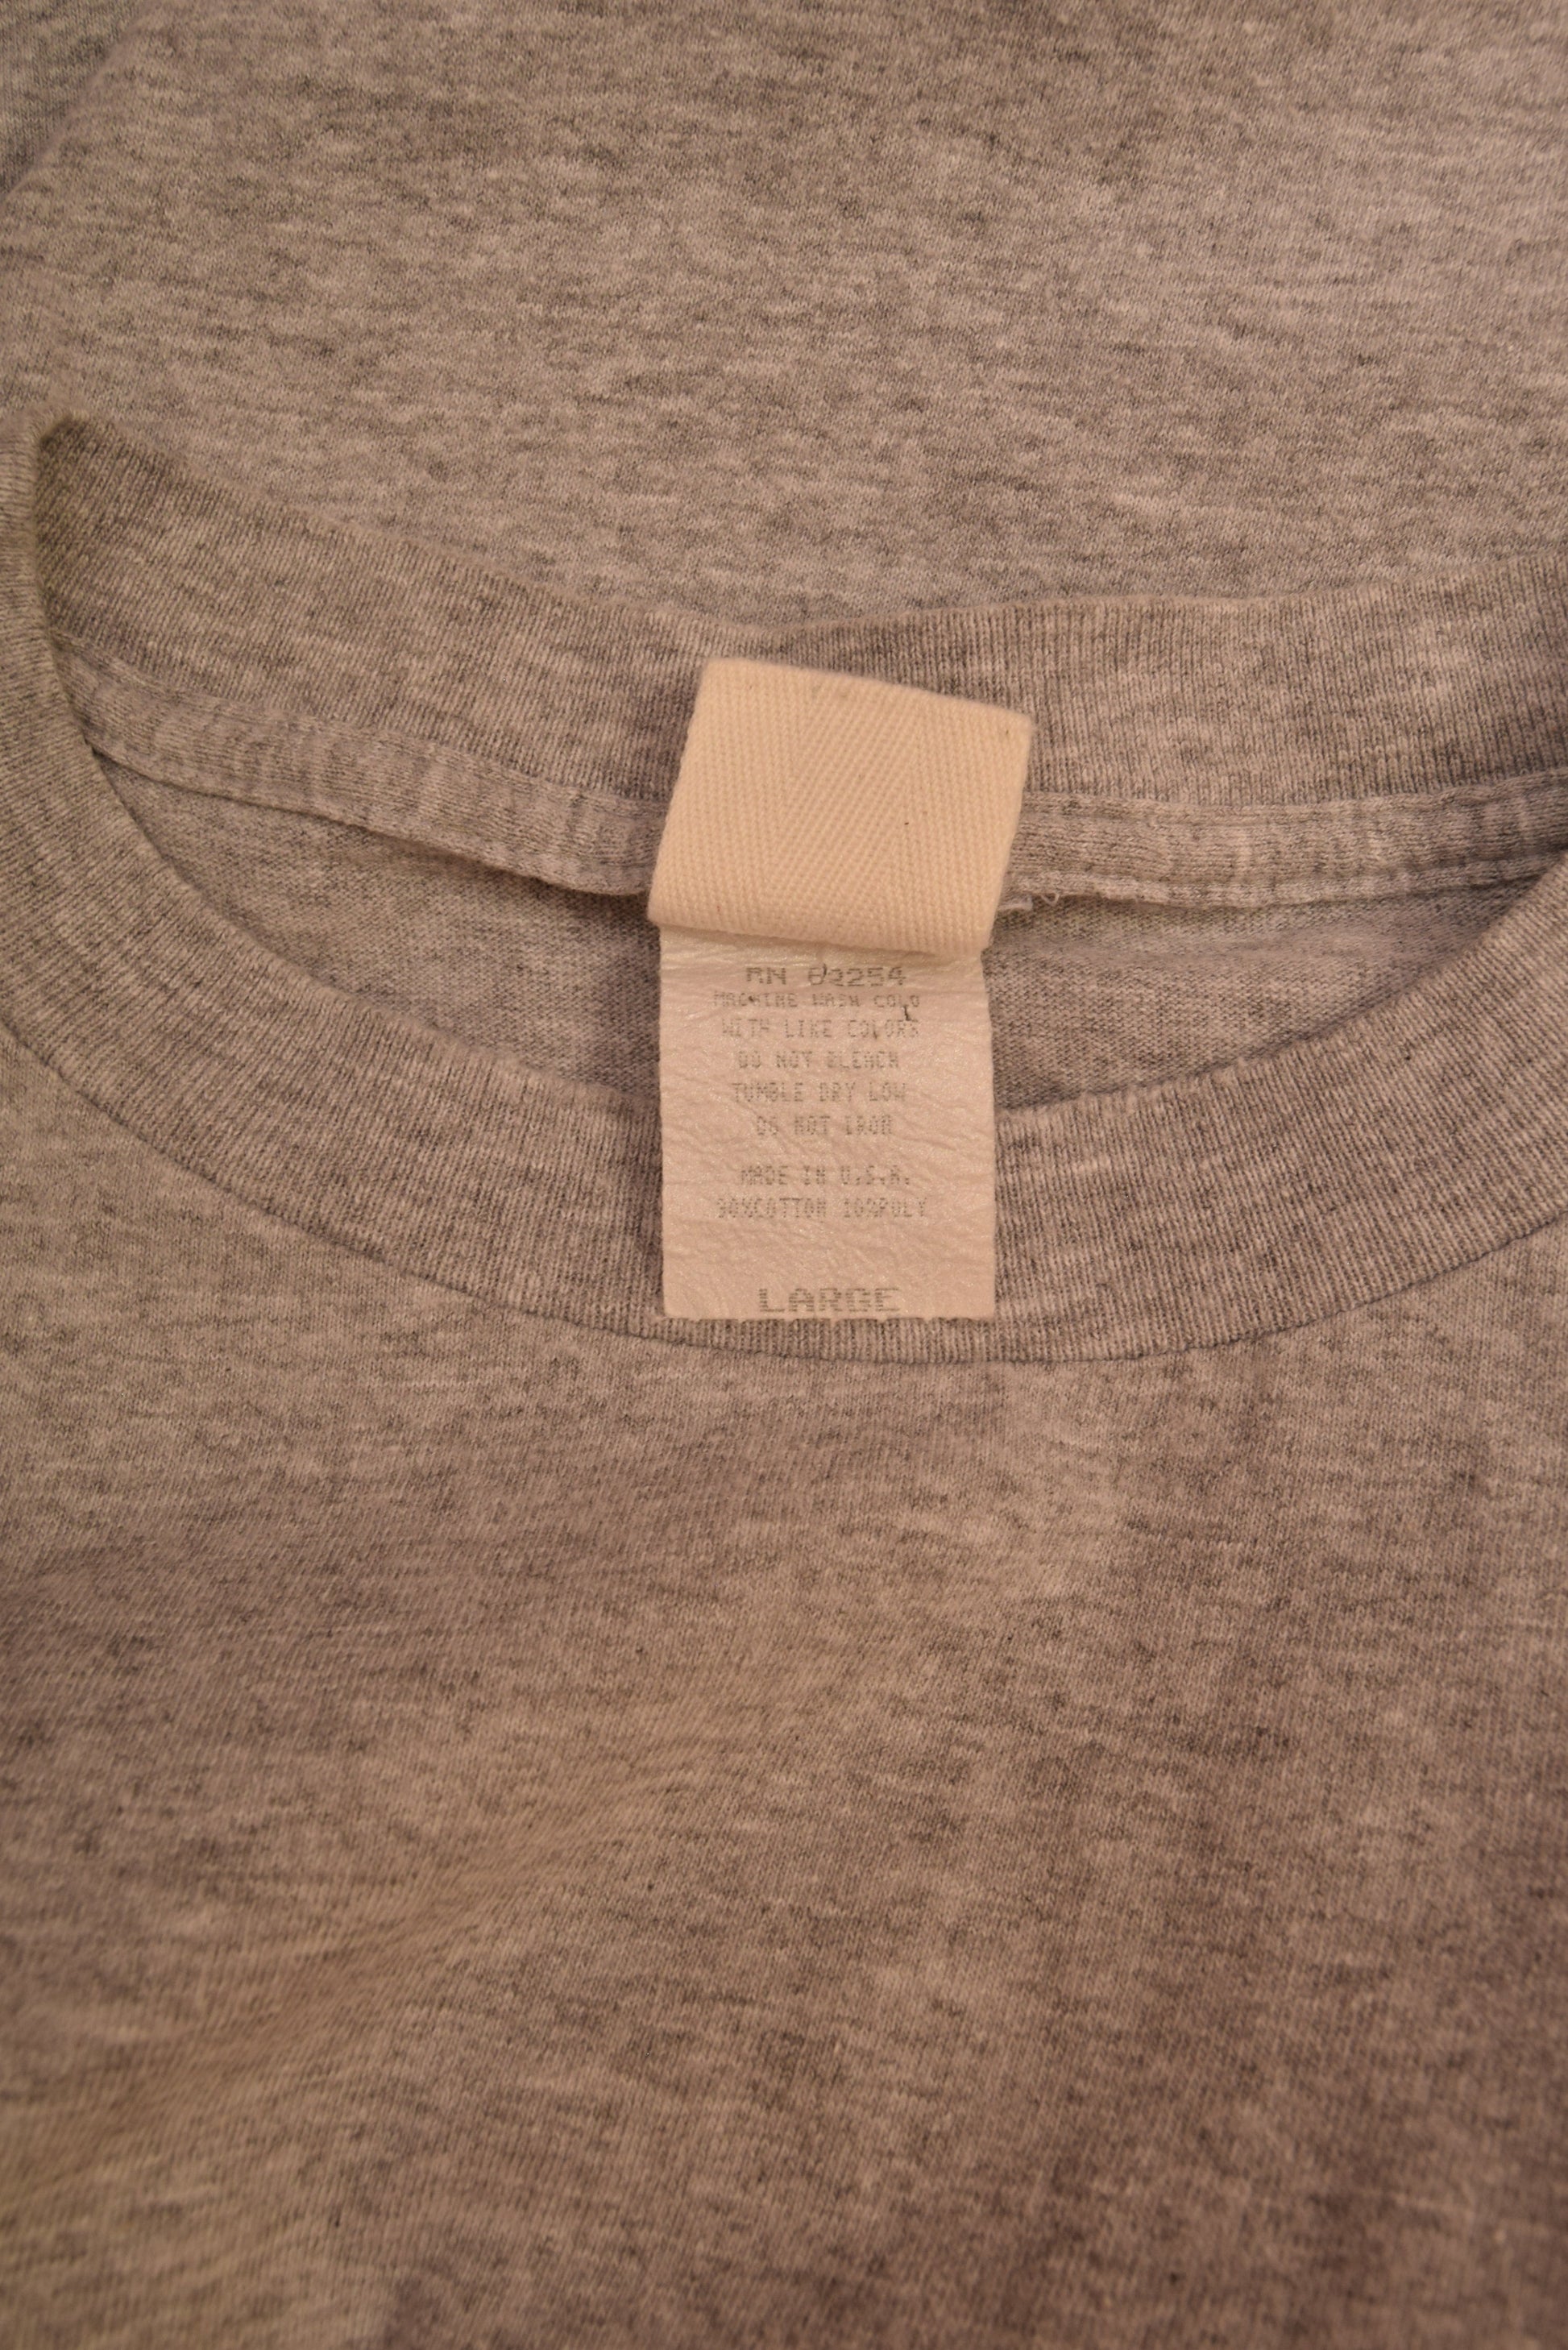 RN 62254
MACHINE WASH COLD
WITH LIKE COLORS
DO NOT BLEACH
TUMBLE DRY LOW
DO NOT IRON
MADE IN U.S.A.
90%COTTON 10%POLY
LARGE